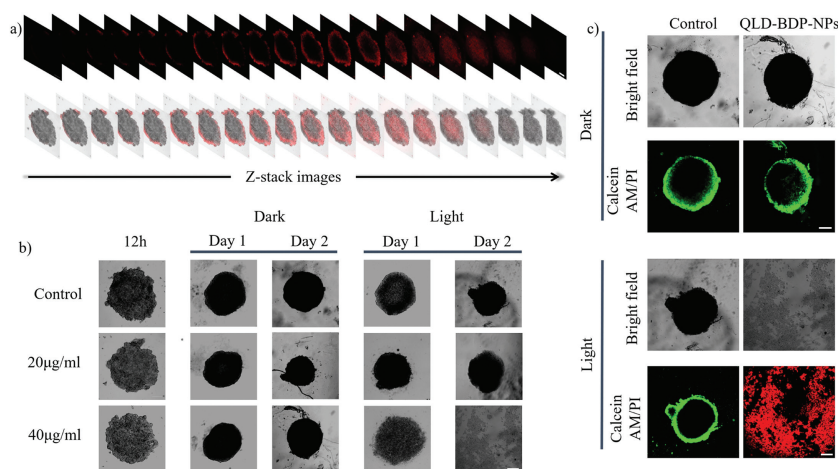 a)
Z-stack images
b)
Dark
Light
12h
Day 1
Day 2
Day 1
Day 2
Control
20μg/ml
40μg/ml
c)
Control
QLD-BDP-NPs
Dark
Bright field
Calcein
AM/PI
Light
Bright field
Calcein
AM/PI